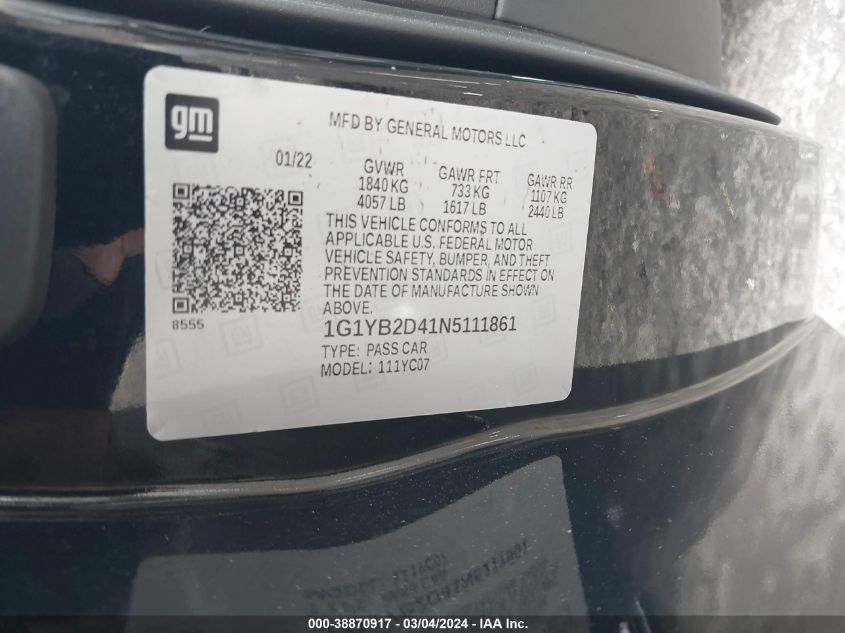 gm
MFD BY GENERAL MOTORS LLC
01/22
GVWR GAWR FRT GAWR RR
1840 KG 733 KG 1107 KG
4057 LB 1617 LB 2440 LB
THIS VEHICLE CONFORMS TO ALL
APPLICABLE U.S. FEDERAL MOTOR
VEHICLE SAFETY, BUMPER, AND THEFT
PREVENTION STANDARDS IN EFFECT ON
THE DATE OF MANUFACTURE SHOWN
ABOVE.
8555
1G1YB2D41N5111861
TYPE: PASS CAR
MODEL: 111YC07
000-38870917 - 03/04/2024 - IAA Inc.